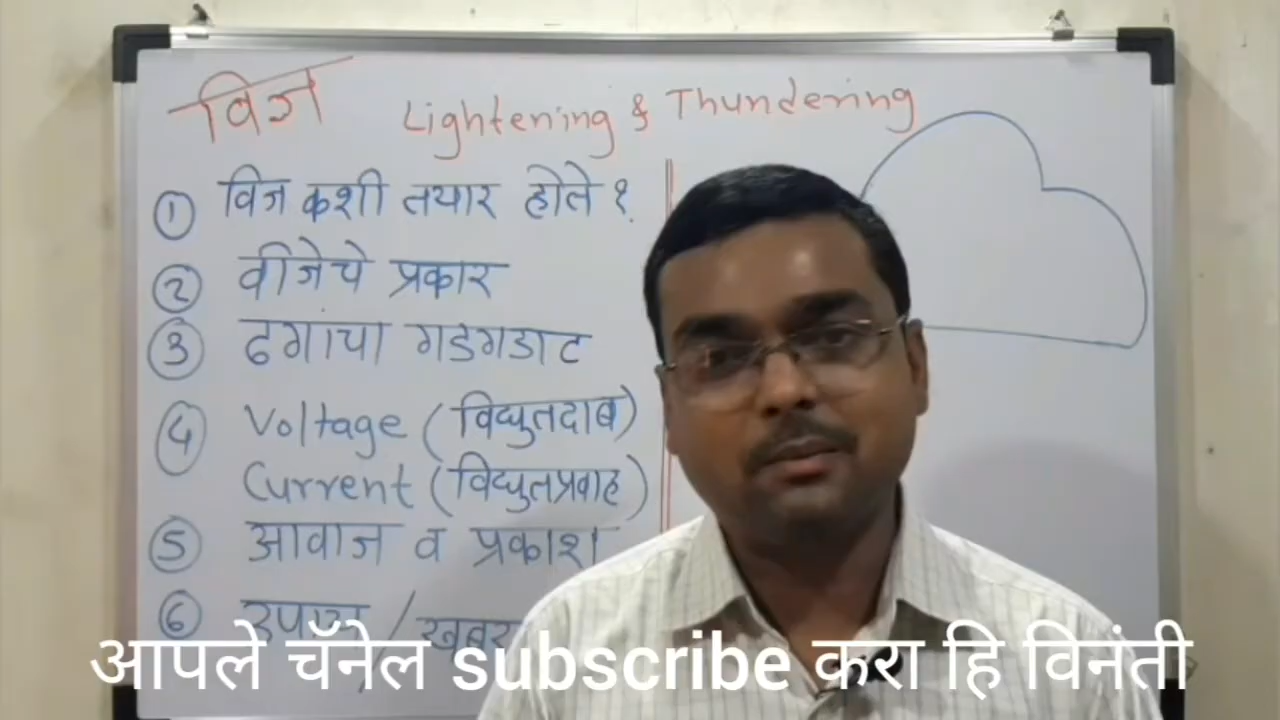 विज Lightening & Thundering
① विज कशी तयार होते ?
② वीजेचे प्रकार
③ ढगांचा गडगडाट
④ Voltage (विद्युतदाब)
Current (विद्युतप्रवाह)
⑤ आवाज व प्रकाश
⑥ /
आपले चॅनेल subscribe करा हि विनंती